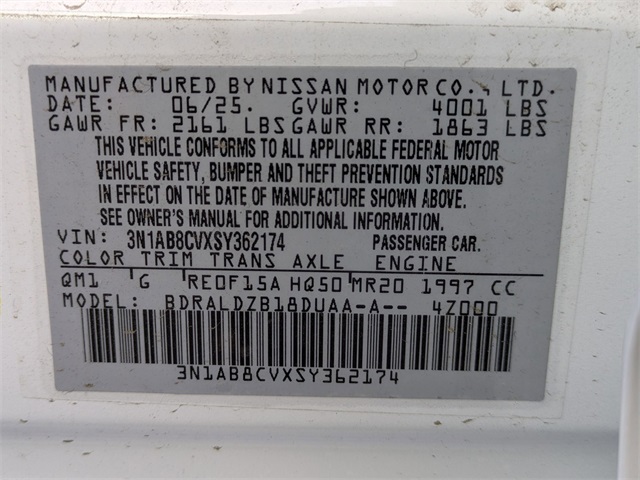 MANUFACTURED BY NISSAN MOTOR CO., LTD.
DATE: 06/25. GVWR: 4001 LBS
GAWR FR: 2161 LBS GAWR RR: 1863 LBS
THIS VEHICLE CONFORMS TO ALL APPLICABLE FEDERAL MOTOR
VEHICLE SAFETY, BUMPER AND THEFT PREVENTION STANDARDS
IN EFFECT ON THE DATE OF MANUFACTURE SHOWN ABOVE.
SEE OWNER'S MANUAL FOR ADDITIONAL INFORMATION.
VIN: 3N1AB8CVXSY362174 PASSENGER CAR.
COLOR TRIM TRANS AXLE ENGINE
QM1 G RE0F15A HQ50 MR20 1997 CC
MODEL: BDRALDZB18DUAA-A-- 4Z000
3N1AB8CVXSY362174